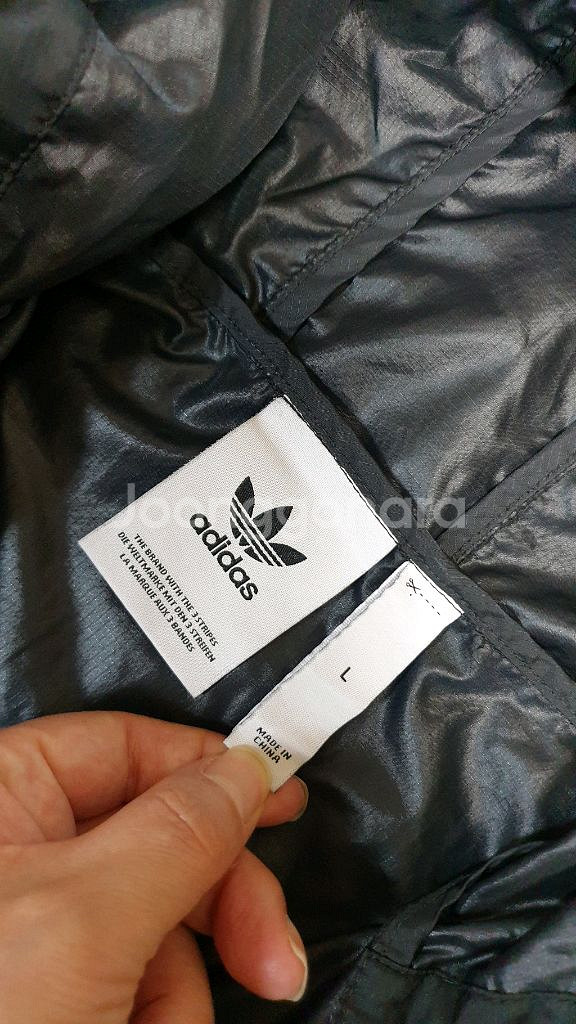 Joonggonara
adidas
THE BRAND WITH THE 3 STRIPES
DIE WELTMARKE MIT DEN 3 STREIFEN
LA MARQUE AUX 3 BANDES
L
MADE IN
CHINA